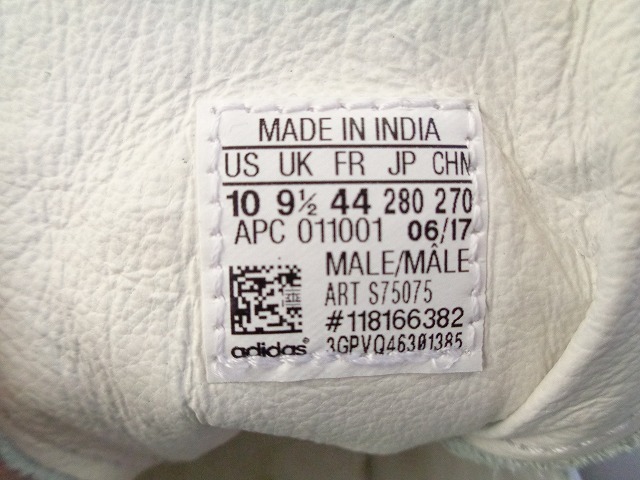 MADE IN INDIA
US UK FR JP CHN
10 9½ 44 280 270
APC 011001 06/17
MALE/MÂLE
ART S75075
#118166382
adidas® 3GPVQ46301385